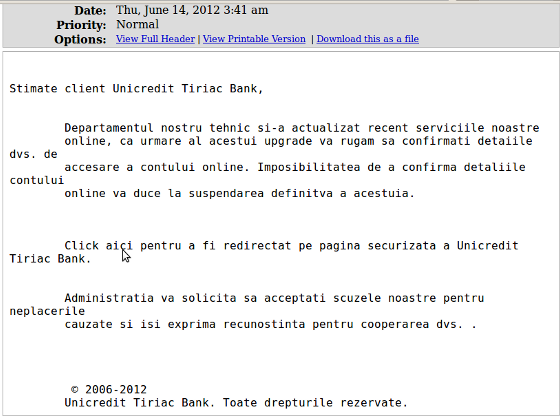 Date: Thu, June 14, 2012 3:41 am
Priority: Normal
Options: View Full Header | View Printable Version | Download this as a file
Stimate client Unicredit Tiriac Bank,
Departamentul nostru tehnic si-a actualizat recent serviciile noastre
online, ca urmare al acestui upgrade va rugam sa confirmati detaiile
dvs. de
accesare a contului online. Imposibilitatea de a confirma detaliile
contului
online va duce la suspendarea definitva a acestuia.
Click aici pentru a fi redirectat pe pagina securizata a Unicredit
Tiriac Bank.
Administratia va solicita sa acceptati scuzele noastre pentru
neplacerile
cauzate si isi exprima recunostinta pentru cooperarea dvs. .
© 2006-2012
Unicredit Tiriac Bank. Toate drepturile rezervate.